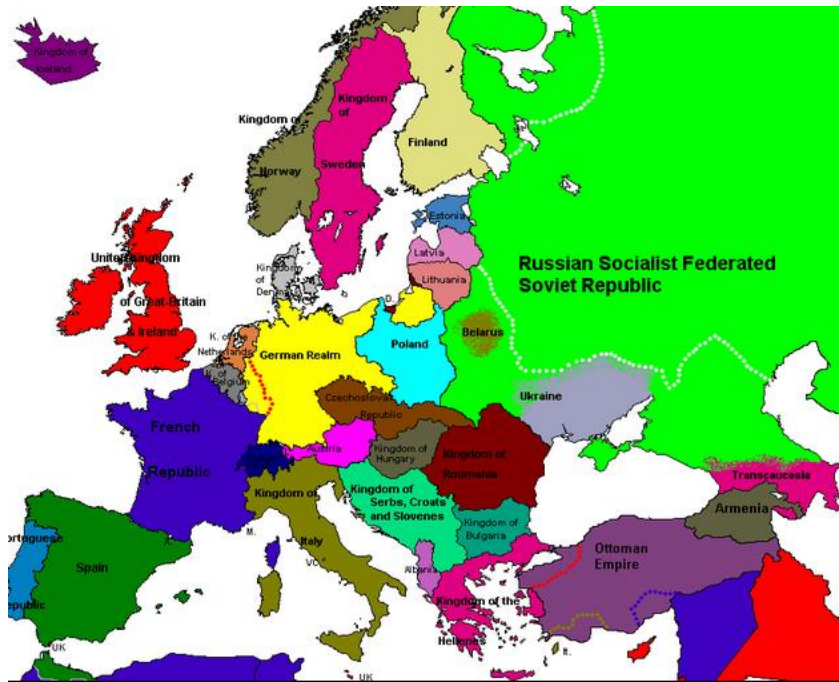 Kingdom of
Iceland
Kingdom of
Norway
Kingdom
of
Sweden
Finland
Estonia
Latvia
Lithuania
D.
Russian Socialist Federated
Soviet Republic
Belarus
Ukraine
United Kingdom
of Great-Britain
& Ireland
Kingdom
of
Denmark
K. of the
Netherlands
K. of
Belgium
German Realm
Poland
Czechoslovak
Republic
French
Republic
Austria
Kingdom of
Hungary
Kingdom of
Roumania
Kingdom of
Serbs, Croats
and Slovenes
Kingdom of
Bulgaria
Kingdom of
Italy
VC
M.
Albania
Kingdom of the
Hellenes
Ottoman
Empire
Transcaucasia
Armenia
Portuguese
Republic
Spain
UK
UK
It.